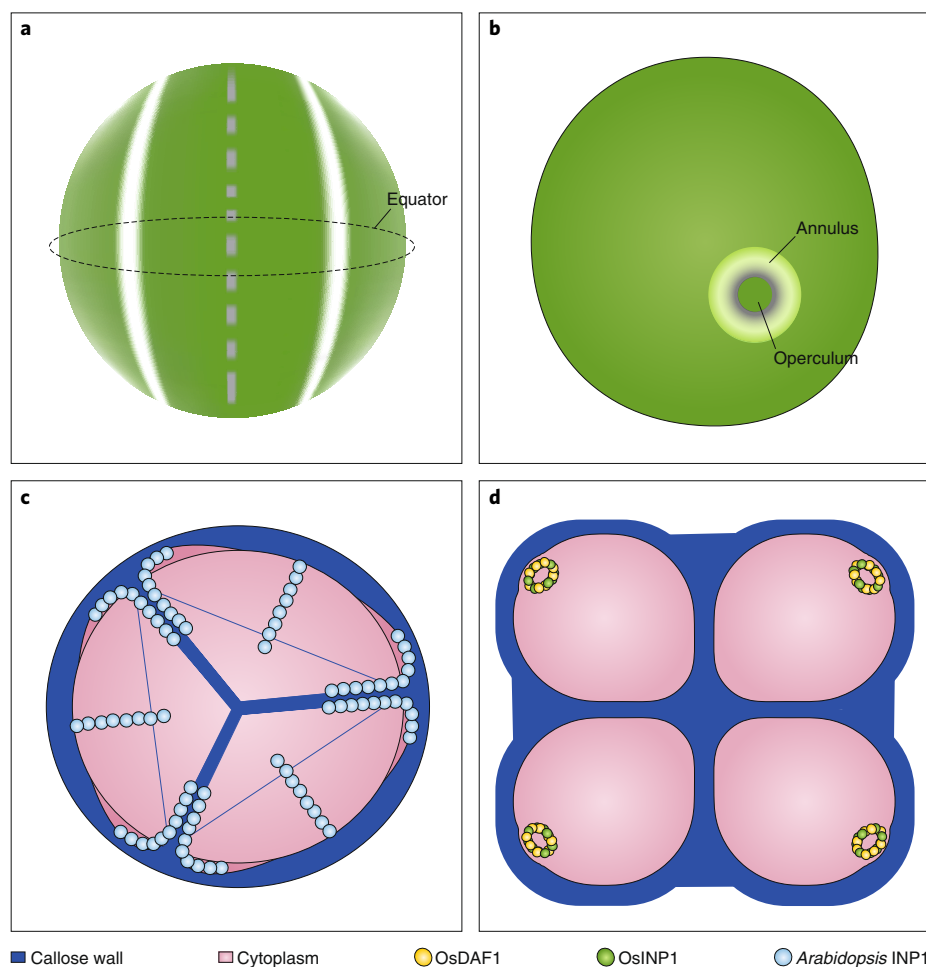 a
b
Equator
Annulus
Operculum
c
d
Callose wall
Cytoplasm
OsDAF1
OsINP1
Arabidopsis INP1